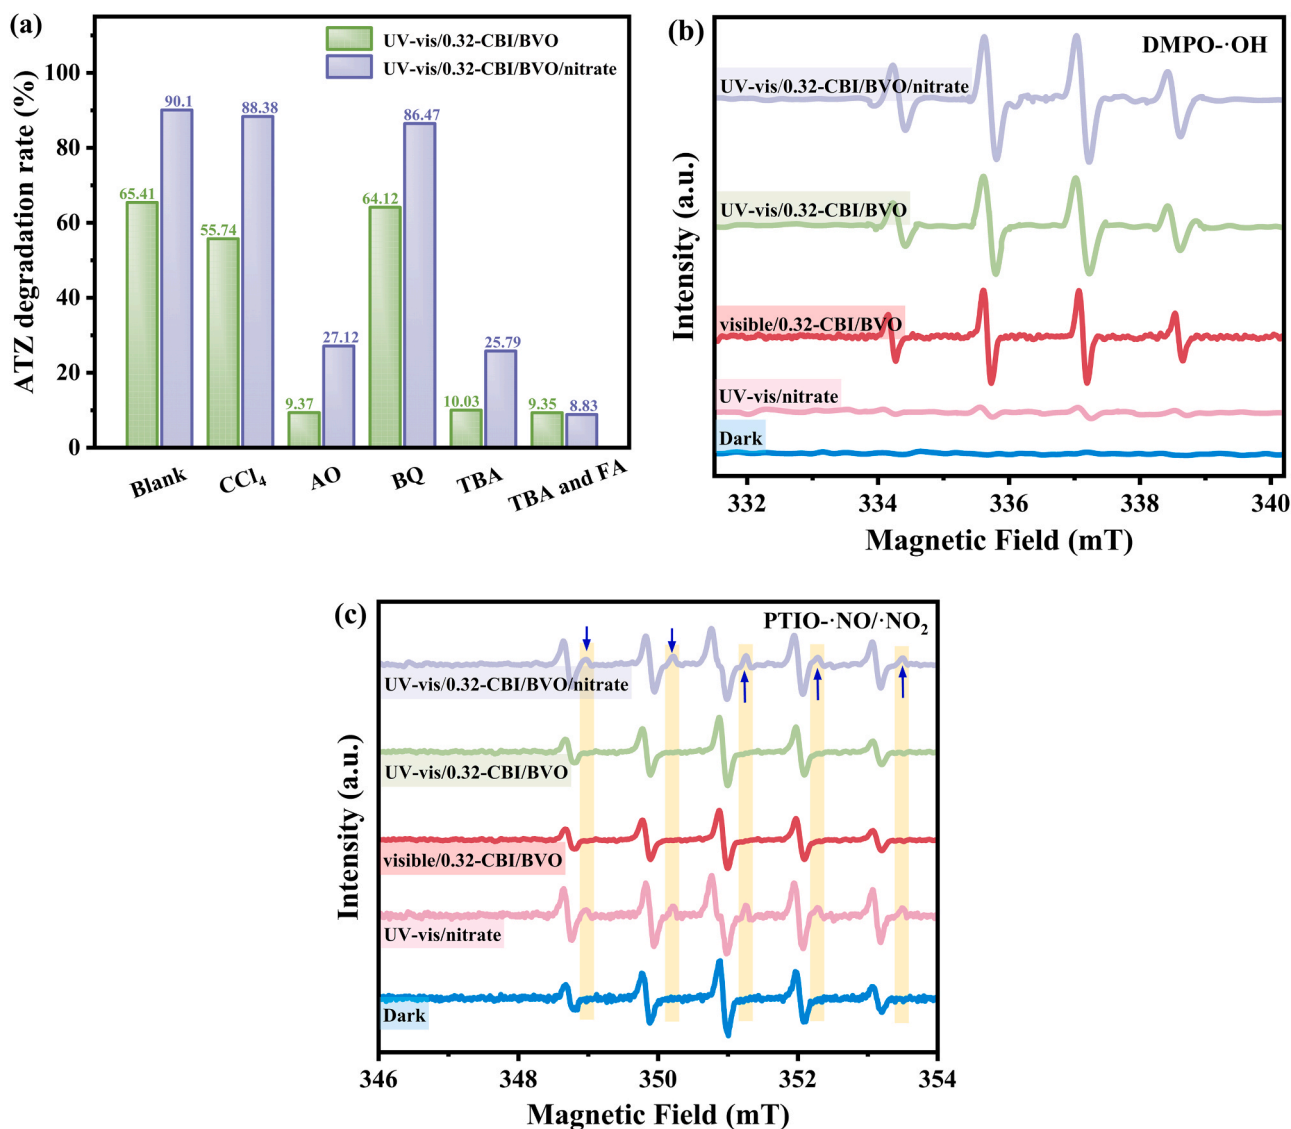 (a)
UV-vis/0.32-CBI/BVO
UV-vis/0.32-CBI/BVO/nitrate
ATZ degradation rate (%)
100
80
60
40
20
0
65.41
90.1
55.74
88.38
9.37
27.12
64.12
86.47
10.03
25.79
9.35
8.83
Blank
CCl₄
AO
BQ
TBA
TBA and FA
(b)
DMPO-·OH
UV-vis/0.32-CBI/BVO/nitrate
UV-vis/0.32-CBI/BVO
visible/0.32-CBI/BVO
UV-vis/nitrate
Dark
Intensity (a.u.)
332
334
336
338
340
Magnetic Field (mT)
(c)
PTIO-·NO/·NO₂
UV-vis/0.32-CBI/BVO/nitrate
UV-vis/0.32-CBI/BVO
visible/0.32-CBI/BVO
UV-vis/nitrate
Dark
Intensity (a.u.)
346
348
350
352
354
Magnetic Field (mT)